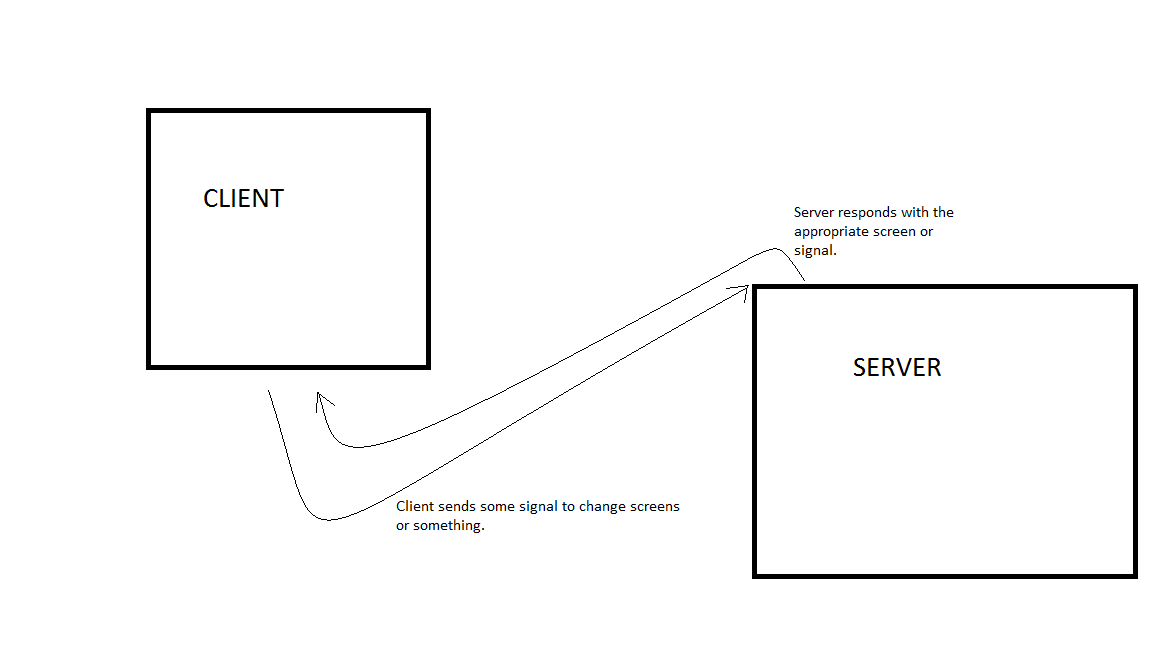 CLIENT
Server responds with the
appropriate screen or
signal.
SERVER
Client sends some signal to change screens
or something.